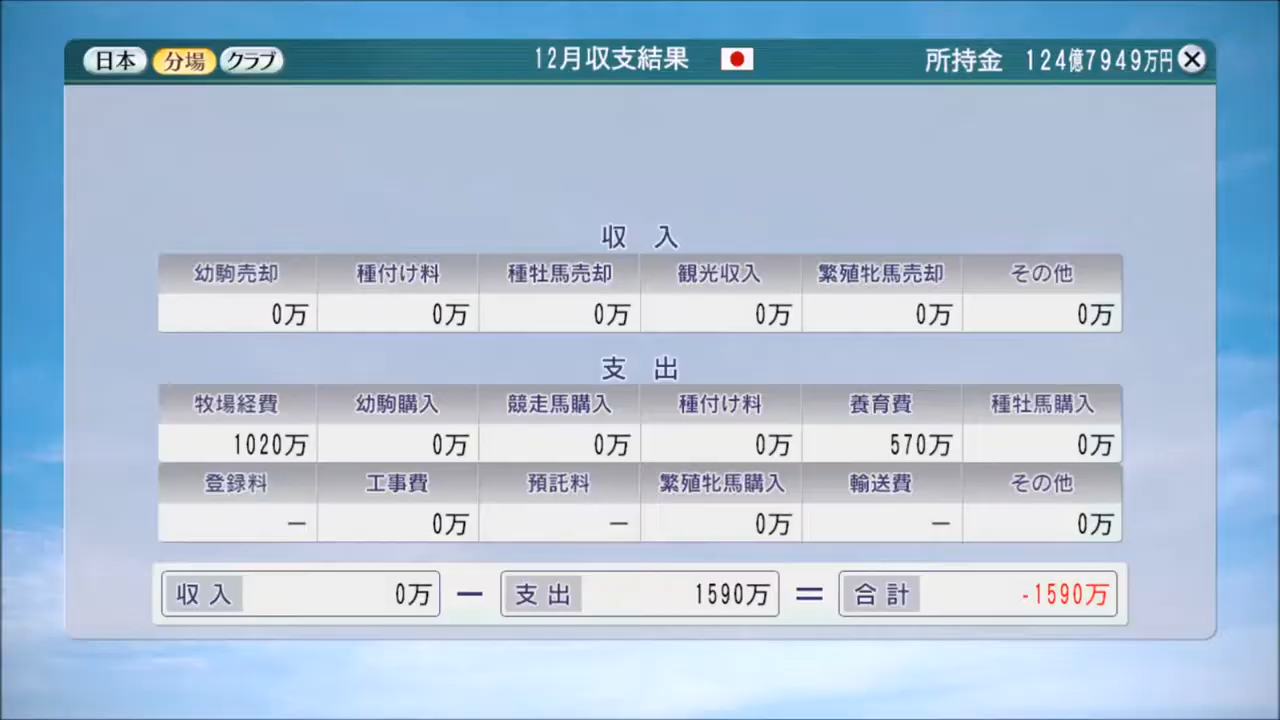 日本 分場 クラブ 12月収支結果 所持金 124億7949万円
収 入
幼駒売却 種付け料 種牡馬売却 観光収入 繁殖牝馬売却 その他
0万 0万 0万 0万 0万 0万
支 出
牧場経費 幼駒購入 競走馬購入 種付け料 養育費 種牡馬購入
1020万 0万 0万 0万 570万 0万
登録料 工事費 預託料 繁殖牝馬購入 輸送費 その他
― 0万 ― 0万 ― 0万
収 入 0万 ― 支 出 1590万 = 合 計 -1590万